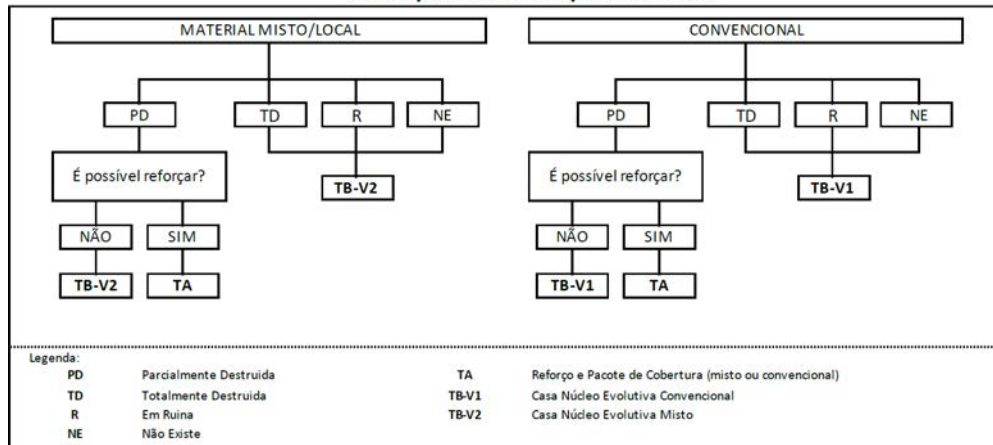 MATERIAL MISTO/LOCAL
PD TD R NE
É possível reforçar?
TB-V2
NÃO SIM
TB-V2 TA
CONVENCIONAL
PD TD R NE
É possível reforçar?
TB-V1
NÃO SIM
TB-V1 TA
Legenda:
PD Parcialmente Destruida
TD Totalmente Destruida
R Em Ruina
NE Não Existe
TA Reforço e Pacote de Cobertura (misto ou convencional)
TB-V1 Casa Núcleo Evolutiva Convencional
TB-V2 Casa Núcleo Evolutiva Misto